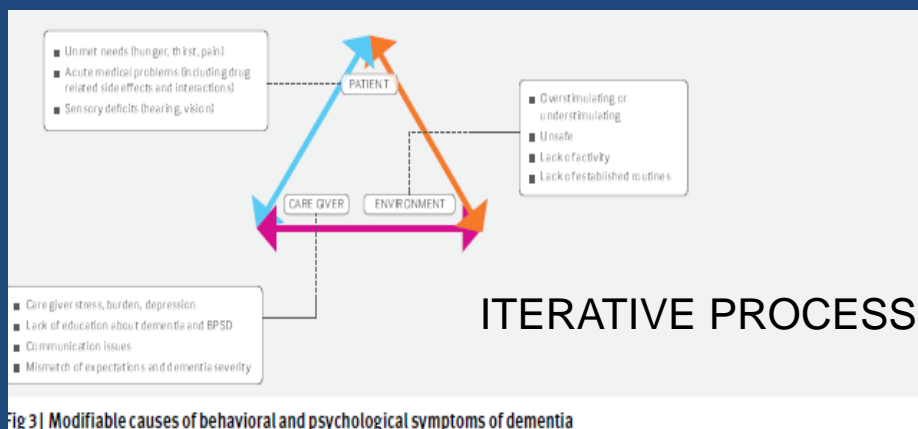 ■ Unmet needs (hunger, thirst, pain)
■ Acute medical problems (including drug
related side effects and interactions)
■ Sensory deficits (hearing, vision)
PATIENT
■ Overstimulating or
understimulating
■ Unsafe
■ Lack of activity
■ Lack of established routines
CARE GIVER
ENVIRONMENT
■ Care giver stress, burden, depression
■ Lack of education about dementia and BPSD
■ Communication issues
■ Mismatch of expectations and dementia severity
ITERATIVE PROCESS
Fig 3 | Modifiable causes of behavioral and psychological symptoms of dementia